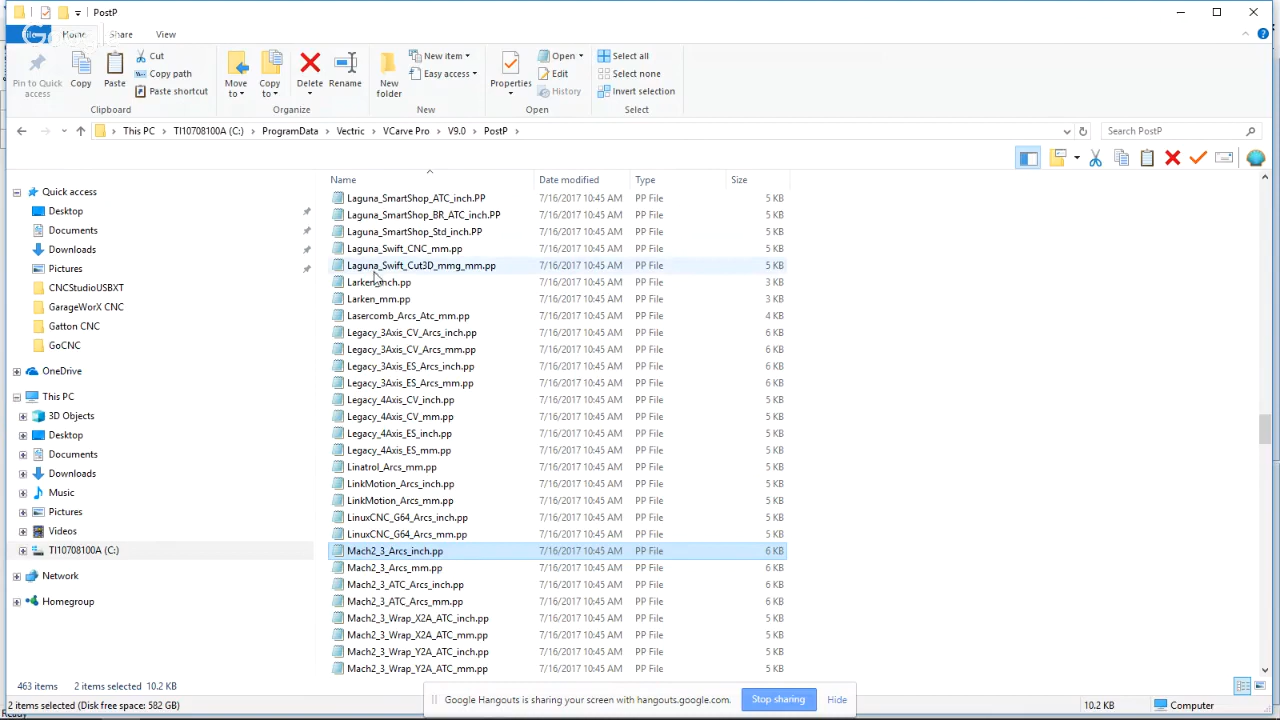 PostP
Home
Share
View
Cut
Copy path
Paste shortcut
Pin to Quick access
Copy
Paste
Clipboard
Move to
Copy to
Delete
Rename
Organize
New folder
New item
Easy access
New
Properties
Open
Edit
History
Open
Select all
Select none
Invert selection
Select
This PC
TI10708100A (C:)
ProgramData
Vectric
VCarve Pro
V9.0
PostP
Search PostP
Name
Date modified
Type
Size
Laguna_SmartShop_ATC_inch.PP 7/16/2017 10:45 AM PP File 5 KB
Laguna_SmartShop_BR_ATC_inch.PP 7/16/2017 10:45 AM PP File 5 KB
Laguna_SmartShop_Std_inch.PP 7/16/2017 10:45 AM PP File 5 KB
Laguna_Swift_CNC_mm.pp 7/16/2017 10:45 AM PP File 5 KB
Laguna_Swift_Cut3D_mmg_mm.pp 7/16/2017 10:45 AM PP File 5 KB
Larken_inch.pp 7/16/2017 10:45 AM PP File 3 KB
Larken_mm.pp 7/16/2017 10:45 AM PP File 3 KB
Lasercomb_Arcs_Atc_mm.pp 7/16/2017 10:45 AM PP File 4 KB
Legacy_3Axis_CV_Arcs_inch.pp 7/16/2017 10:45 AM PP File 6 KB
Legacy_3Axis_CV_Arcs_mm.pp 7/16/2017 10:45 AM PP File 6 KB
Legacy_3Axis_ES_Arcs_inch.pp 7/16/2017 10:45 AM PP File 6 KB
Legacy_3Axis_ES_Arcs_mm.pp 7/16/2017 10:45 AM PP File 6 KB
Legacy_4Axis_CV_inch.pp 7/16/2017 10:45 AM PP File 5 KB
Legacy_4Axis_CV_mm.pp 7/16/2017 10:45 AM PP File 5 KB
Legacy_4Axis_ES_inch.pp 7/16/2017 10:45 AM PP File 5 KB
Legacy_4Axis_ES_mm.pp 7/16/2017 10:45 AM PP File 5 KB
Linatrol_Arcs_mm.pp 7/16/2017 10:45 AM PP File 5 KB
LinkMotion_Arcs_inch.pp 7/16/2017 10:45 AM PP File 5 KB
LinkMotion_Arcs_mm.pp 7/16/2017 10:45 AM PP File 5 KB
LinuxCNC_G64_Arcs_inch.pp 7/16/2017 10:45 AM PP File 5 KB
LinuxCNC_G64_Arcs_mm.pp 7/16/2017 10:45 AM PP File 5 KB
Mach2_3_Arcs_inch.pp 7/16/2017 10:45 AM PP File 6 KB
Mach2_3_Arcs_mm.pp 7/16/2017 10:45 AM PP File 6 KB
Mach2_3_ATC_Arcs_inch.pp 7/16/2017 10:45 AM PP File 6 KB
Mach2_3_ATC_Arcs_mm.pp 7/16/2017 10:45 AM PP File 6 KB
Mach2_3_Wrap_X2A_ATC_inch.pp 7/16/2017 10:45 AM PP File 5 KB
Mach2_3_Wrap_X2A_ATC_mm.pp 7/16/2017 10:45 AM PP File 5 KB
Mach2_3_Wrap_Y2A_ATC_inch.pp 7/16/2017 10:45 AM PP File 5 KB
Mach2_3_Wrap_Y2A_ATC_mm.pp 7/16/2017 10:45 AM PP File 5 KB
Quick access
Desktop
Documents
Downloads
Pictures
CNCStudioUSBXT
GarageWorX CNC
Gatton CNC
GoCNC
OneDrive
This PC
3D Objects
Desktop
Documents
Downloads
Music
Pictures
Videos
TI10708100A (C:)
Network
Homegroup
463 items 2 items selected 10.2 KB
2 items selected (Disk free space: 582 GB)
Google Hangouts is sharing your screen with hangouts.google.com.
Stop sharing
Hide
10.2 KB
Computer
Ready